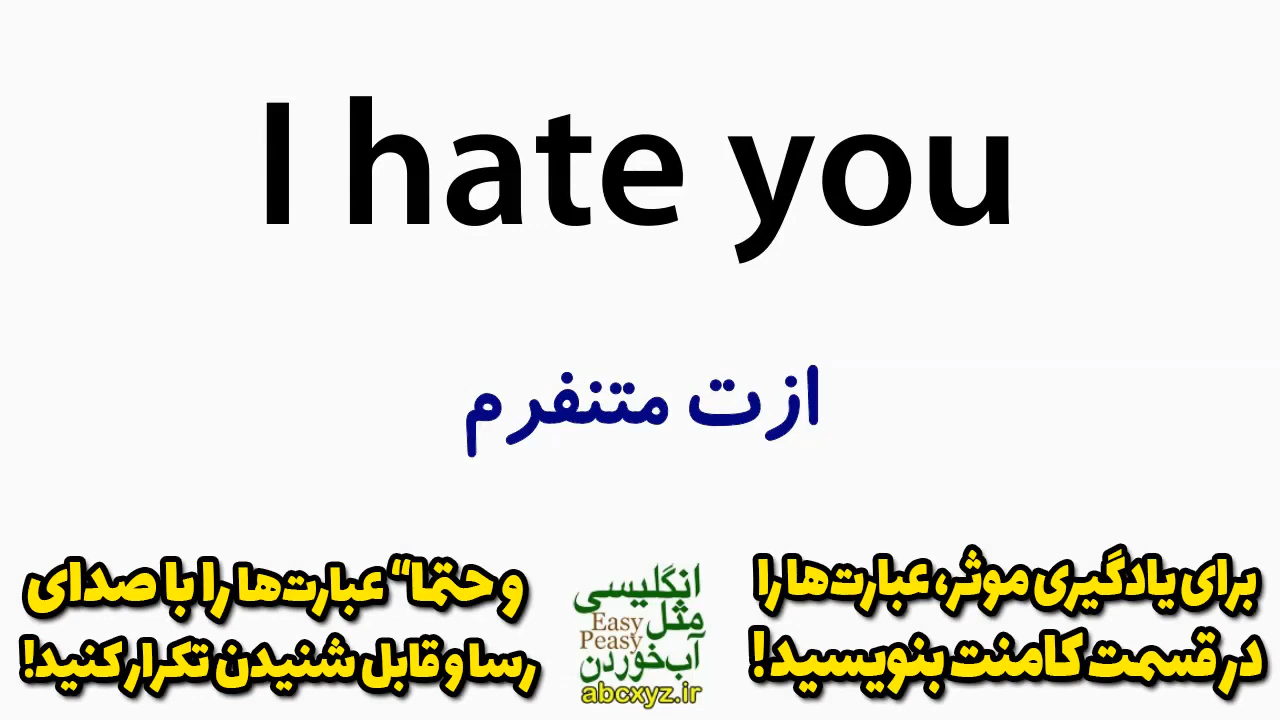 I hate you
ازت متنفرم
برای یادگیری موثر، عبارت‌ها را
در قسمت کامنت بنویسید!
و حتما“ عبارت‌ها را با صدای
رسا و قابل شنیدن تکرار کنید!
انگلیسی
مثل
Easy
Peasy
آب خوردن
abcxyz.ir